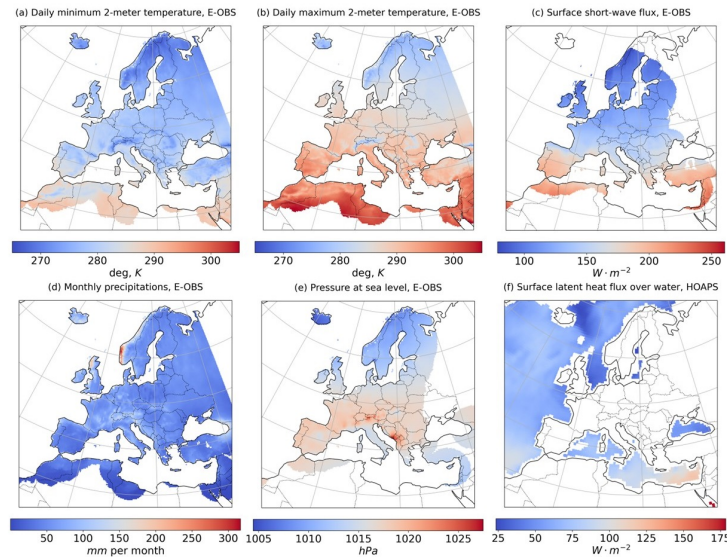 (a) Daily minimum 2-meter temperature, E-OBS
(b) Daily maximum 2-meter temperature, E-OBS
(c) Surface short-wave flux, E-OBS
270 280 290 300
deg, K
270 280 290 300
deg, K
100 150 200 250
W · m⁻²
(d) Monthly precipitations, E-OBS
(e) Pressure at sea level, E-OBS
(f) Surface latent heat flux over water, HOAPS
50 100 150 200 250 300
mm per month
1005 1010 1015 1020 1025
hPa
25 50 75 100 125 150
W · m⁻²